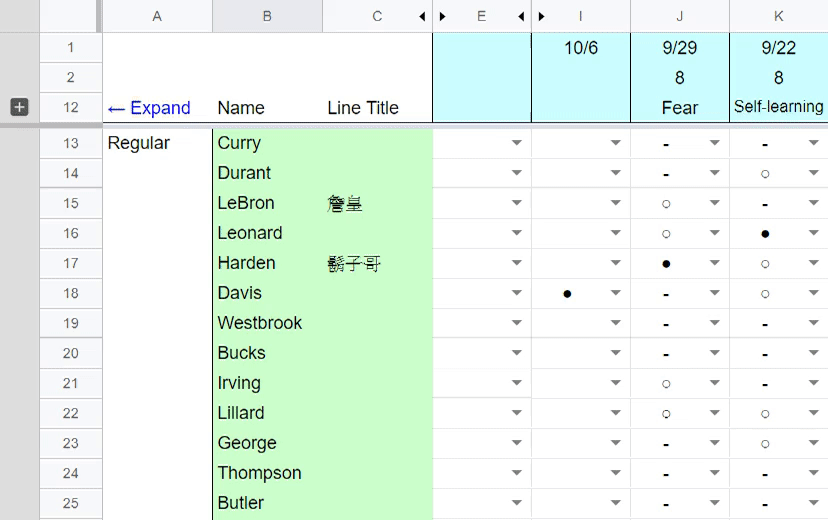 A B C E I J K
1 10/6 9/29 9/22
2 8 8
12 ← Expand Name Line Title Fear Self-learning
13 Regular Curry - -
14 Durant - ○
15 LeBron 詹皇 ○ -
16 Leonard ○ ●
17 Harden 鬍子哥 ● ○
18 Davis ● - ○
19 Westbrook - -
20 Bucks - -
21 Irving ○ -
22 Lillard ○ ○
23 George - ○
24 Thompson - -
25 Butler - -